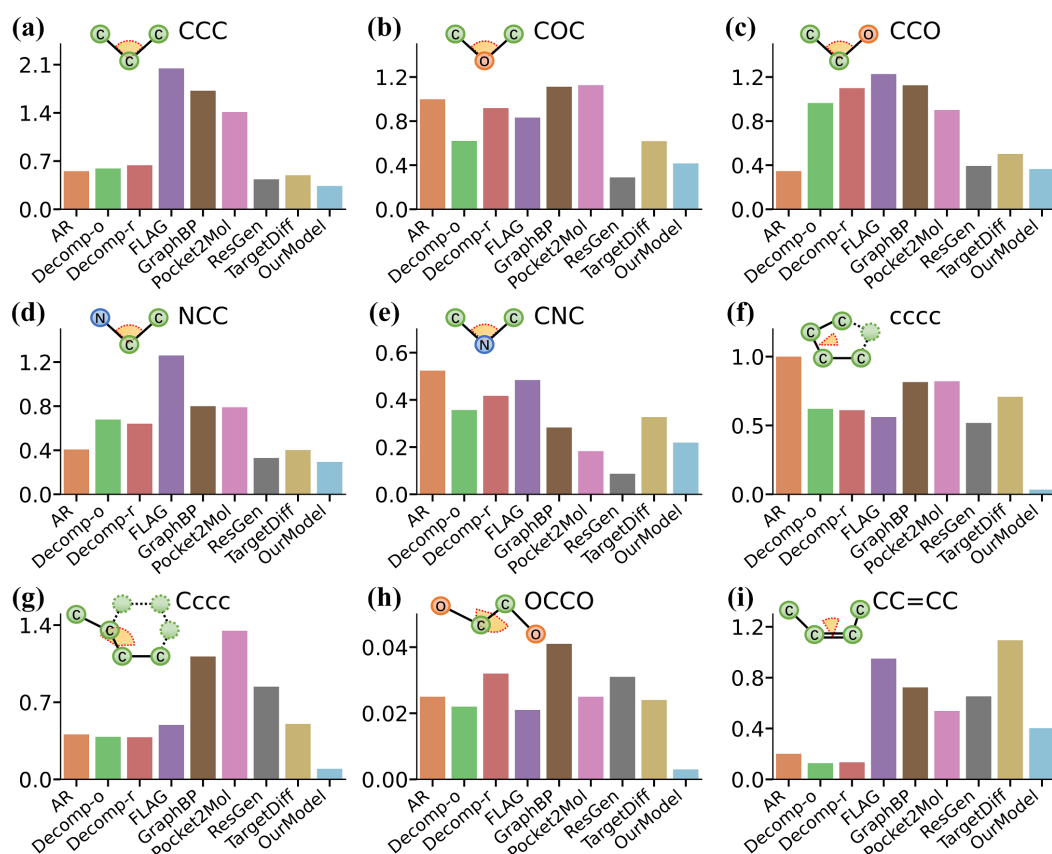 (a) CCC
C C
C
2.1
1.4
0.7
0.0
AR Decomp-o Decomp-r FLAG GraphBP Pocket2Mol ResGen TargetDiff OurModel
(b) COC
C C
O
1.2
0.8
0.4
0.0
AR Decomp-o Decomp-r FLAG GraphBP Pocket2Mol ResGen TargetDiff OurModel
(c) CCO
C O
C
1.2
0.8
0.4
0.0
AR Decomp-o Decomp-r FLAG GraphBP Pocket2Mol ResGen TargetDiff OurModel
(d) NCC
N C
C
1.2
0.8
0.4
0.0
AR Decomp-o Decomp-r FLAG GraphBP Pocket2Mol ResGen TargetDiff OurModel
(e) CNC
C C
N
0.6
0.4
0.2
0.0
AR Decomp-o Decomp-r FLAG GraphBP Pocket2Mol ResGen TargetDiff OurModel
(f) cccc
C
C
C C
1.0
0.5
0.0
AR Decomp-o Decomp-r FLAG GraphBP Pocket2Mol ResGen TargetDiff OurModel
(g) Cccc
C
C
C C
1.4
0.7
0.0
AR Decomp-o Decomp-r FLAG GraphBP Pocket2Mol ResGen TargetDiff OurModel
(h) OCCO
O C
C O
0.04
0.02
0.00
AR Decomp-o Decomp-r FLAG GraphBP Pocket2Mol ResGen TargetDiff OurModel
(i) CC=CC
C C
C C
1.2
0.8
0.4
0.0
AR Decomp-o Decomp-r FLAG GraphBP Pocket2Mol ResGen TargetDiff OurModel